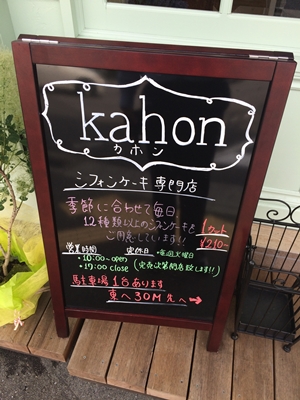 kahon
カホン
シフォンケーキ専門店
季節に合わせて毎日
12種類以上のシフォンケーキを
ご用意しています!!
1カット
¥210-
営業時間
定休日・毎週火曜日
・10:00~open
・19:00 close (完売次第閉店致します!!)
駐車場1台あります
東へ30M先へ→